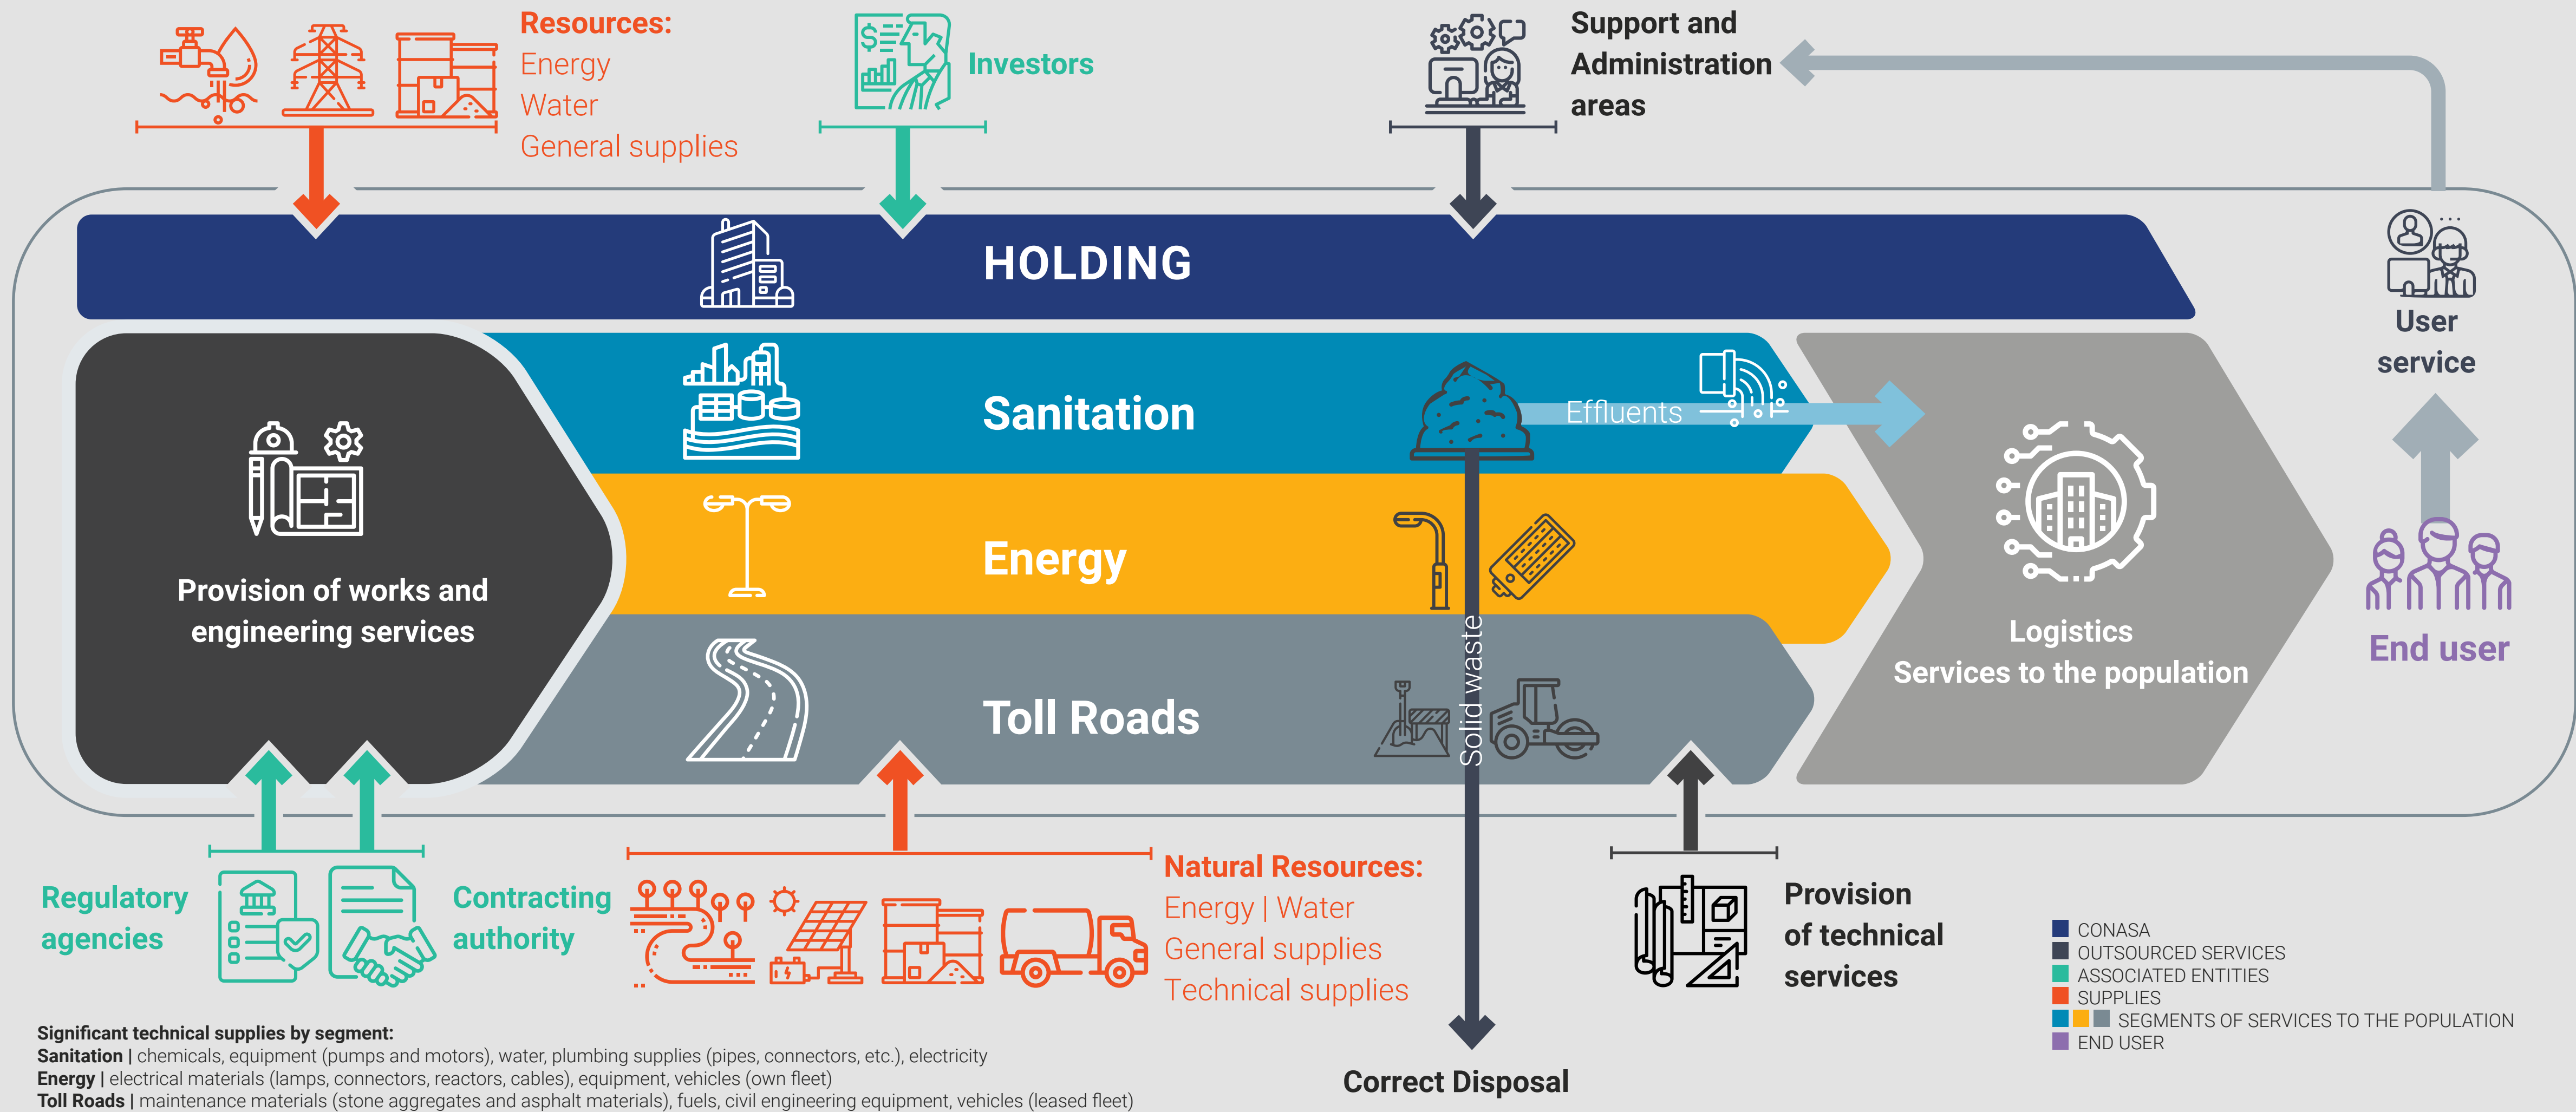 Resources:
Energy
Water
General supplies
Investors
Support and
Administration
areas
HOLDING
User
service
Sanitation
Effluents
Provision of works and
engineering services
Energy
Logistics
Services to the population
End user
Toll Roads
Solid waste
Regulatory
agencies
Contracting
authority
Natural Resources:
Energy | Water
General supplies
Technical supplies
Provision
of technical
services
Correct Disposal
CONASA
OUTSOURCED SERVICES
ASSOCIATED ENTITIES
SUPPLIES
SEGMENTS OF SERVICES TO THE POPULATION
END USER
Significant technical supplies by segment:
Sanitation | chemicals, equipment (pumps and motors), water, plumbing supplies (pipes, connectors, etc.), electricity
Energy | electrical materials (lamps, connectors, reactors, cables), equipment, vehicles (own fleet)
Toll Roads | maintenance materials (stone aggregates and asphalt materials), fuels, civil engineering equipment, vehicles (leased fleet)